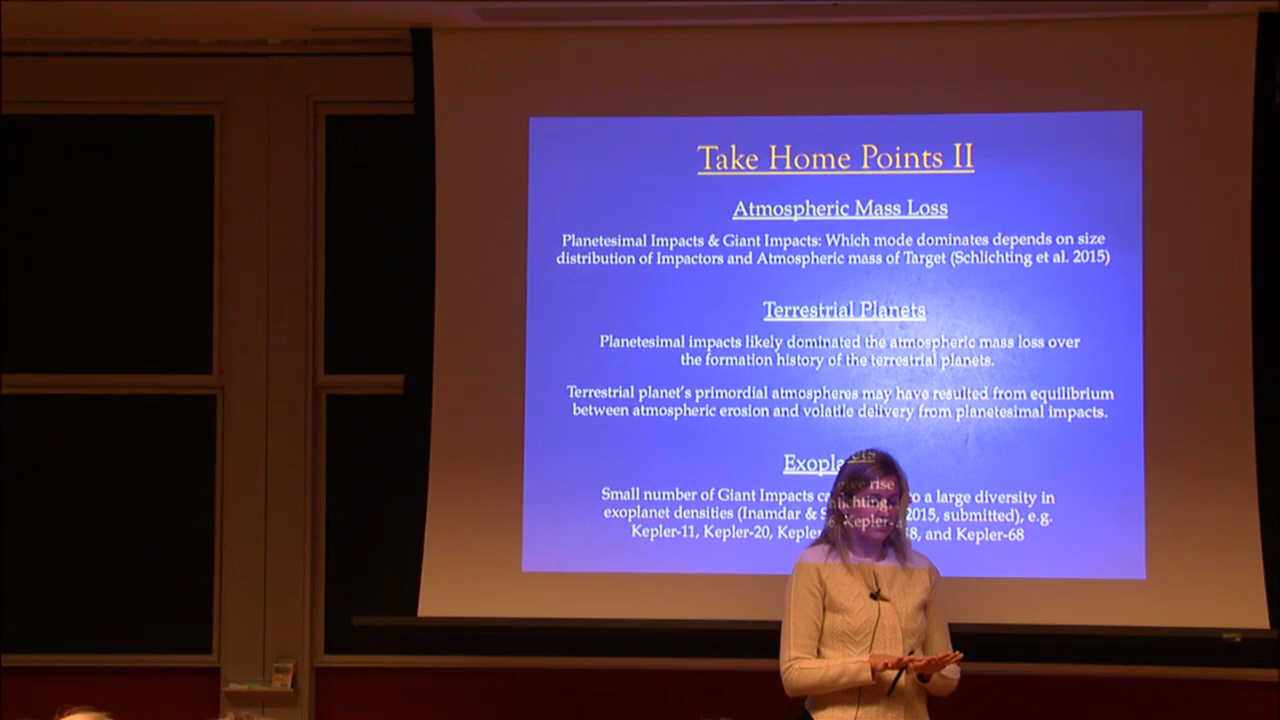 Take Home Points II
Atmospheric Mass Loss
Planetesimal Impacts & Giant Impacts: Which mode dominates depends on size
distribution of Impactors and Atmospheric mass of Target (Schlichting et al. 2015)
Terrestrial Planets
Planetesimal impacts likely dominated the atmospheric mass loss over
the formation history of the terrestrial planets.
Terrestrial planet's primordial atmospheres may have resulted from equilibrium
between atmospheric erosion and volatile delivery from planetesimal impacts.
Exoplanets
Small number of Giant Impacts can give rise to a large diversity in
exoplanet densities (Inamdar & Schlichting, 2015, submitted), e.g.
Kepler-11, Kepler-20, and Kepler-68